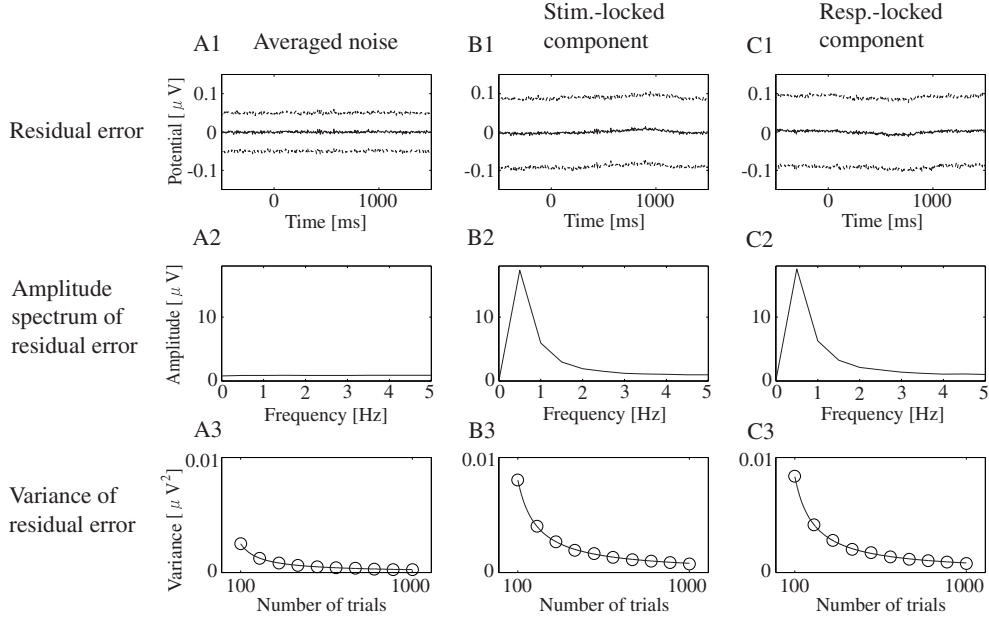 A1
Averaged noise
B1
Stim.-locked
component
C1
Resp.-locked
component
Residual error
Potential [ μ V]
0.1
0
-0.1
0
1000
Time [ms]
0.1
0
-0.1
0
1000
Time [ms]
0.1
0
-0.1
0
1000
Time [ms]
Amplitude
spectrum of
residual error
A2
Amplitude [ μ V]
10
0
0 1 2 3 4 5
Frequency [Hz]
B2
10
0
0 1 2 3 4 5
Frequency [Hz]
C2
10
0
0 1 2 3 4 5
Frequency [Hz]
Variance of
residual error
A3
Variance [ μ V²]
0.01
0
100
1000
Number of trials
B3
0.01
0
100
1000
Number of trials
C3
0.01
0
100
1000
Number of trials